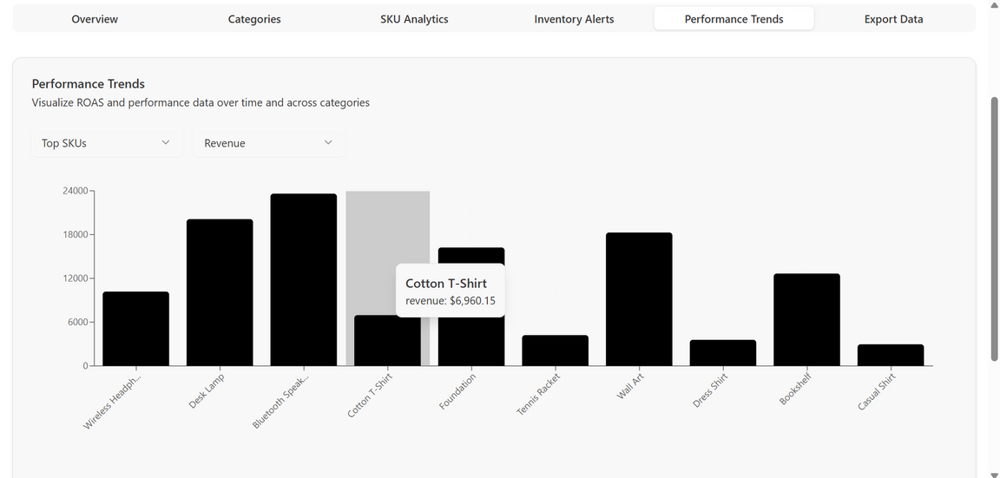 Overview Categories SKU Analytics Inventory Alerts Performance Trends Export Data
Performance Trends
Visualize ROAS and performance data over time and across categories
Top SKUs Revenue
24000
18000
12000
6000
0
Cotton T-Shirt
revenue: $6,960.15
Wireless Headph...
Desk Lamp
Bluetooth Speak...
Cotton T-Shirt
Foundation
Tennis Racket
Wall Art
Dress Shirt
Bookshelf
Casual Shirt